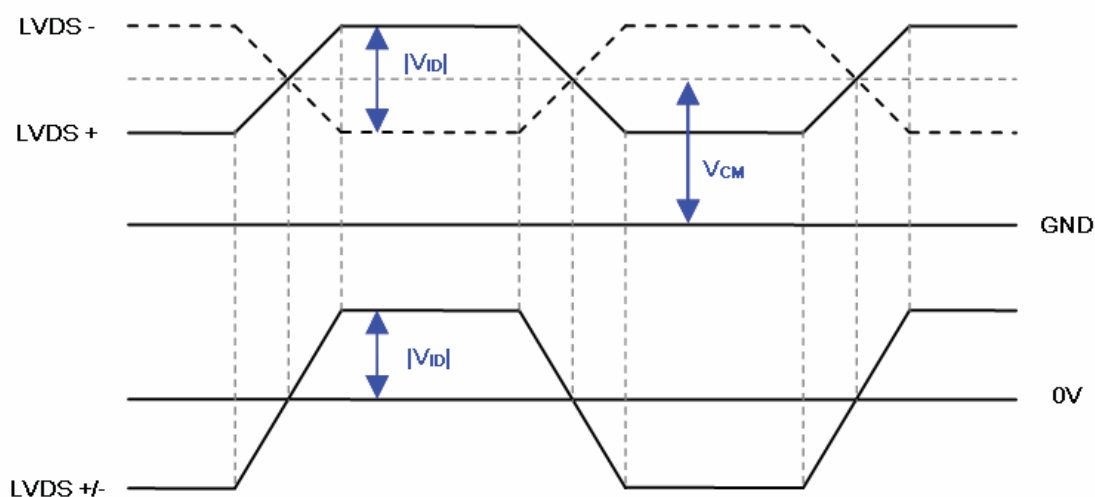 LVDS -
|VID|
LVDS +
VCM
GND
|VID|
0V
LVDS +/-